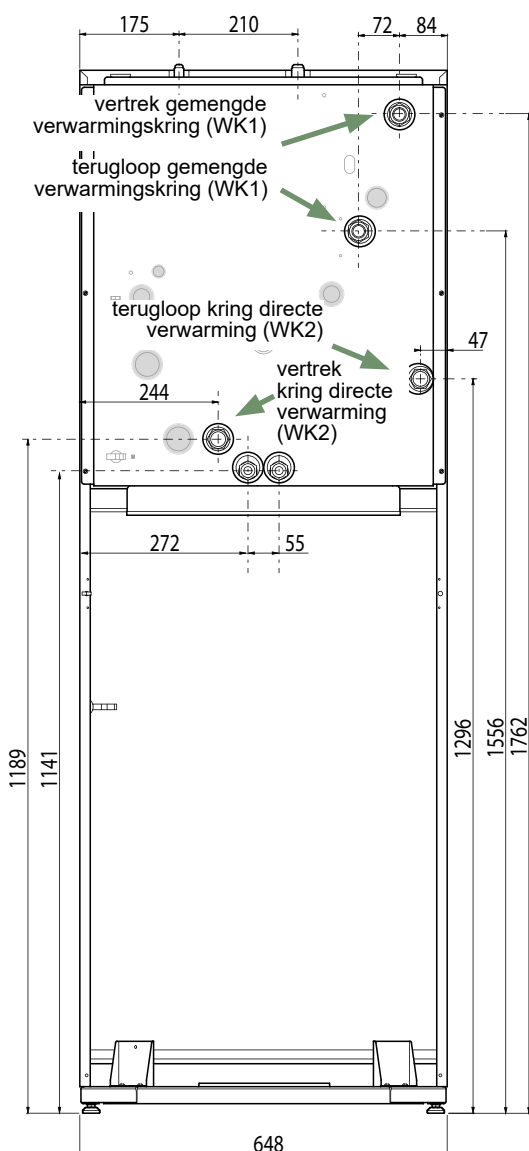 175
210
72
84
vertrek gemengde
verwarmingskring (WK1)
terugloop gemengde
verwarmingskring (WK1)
terugloop kring directe
verwarming (WK2)
47
vertrek
kring directe
verwarming
(WK2)
244
272
55
1189
1141
1296
1556
1762
648